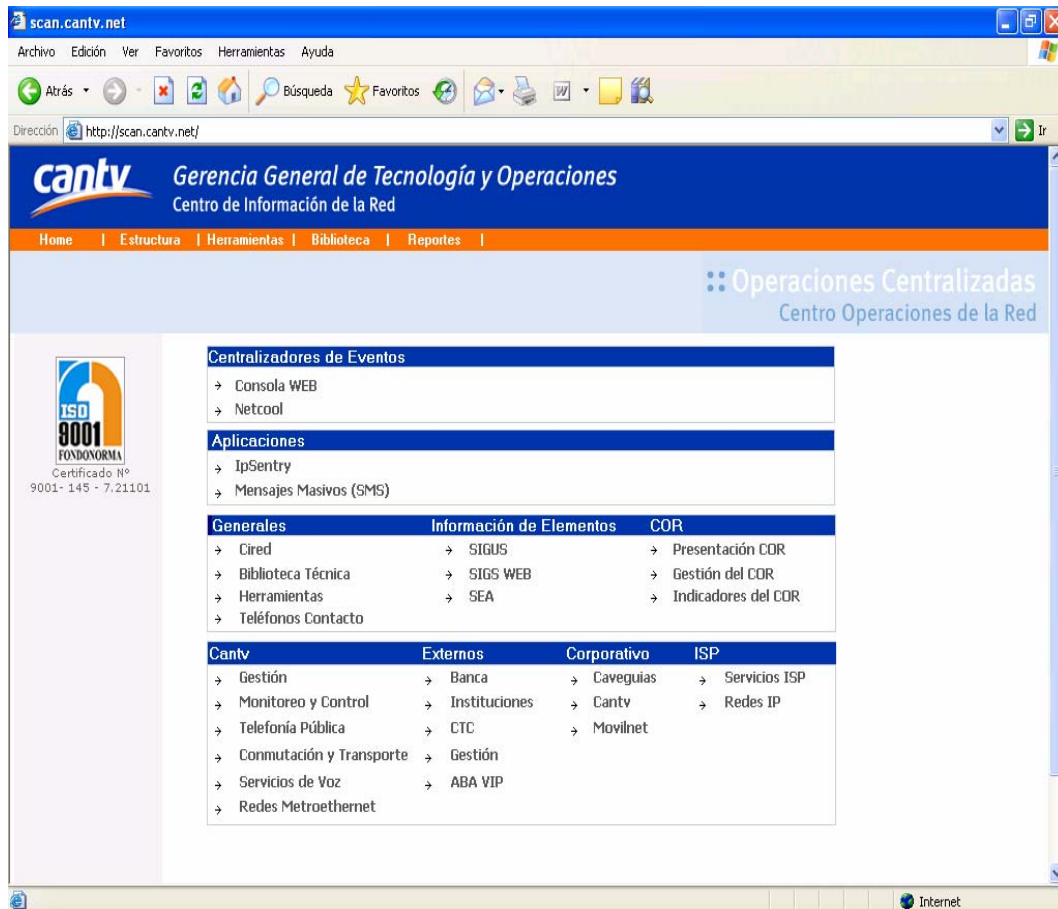 scan.cantv.net
Archivo Edición Ver Favoritos Herramientas Ayuda
Atrás Búsqueda Favoritos
Dirección http://scan.cantv.net/ Ir
cantv Gerencia General de Tecnología y Operaciones
Centro de Información de la Red
Home | Estructura | Herramientas | Biblioteca | Reportes |
:: Operaciones Centralizadas
Centro Operaciones de la Red
ISO
9001
FONDONORMA
Certificado Nº
9001- 145 - 7.21101
Centralizadores de Eventos
Consola WEB
Netcool
Aplicaciones
IpSentry
Mensajes Masivos (SMS)
Generales Información de Elementos COR
Cired SIGUS Presentación COR
Biblioteca Técnica SIGS WEB Gestión del COR
Herramientas SEA Indicadores del COR
Teléfonos Contacto
Cantv Externos Corporativo ISP
Gestión Banca Caveguias Servicios ISP
Monitoreo y Control Instituciones Cantv Redes IP
Telefonía Pública CTC Movilnet
Conmutación y Transporte Gestión
Servicios de Voz ABA VIP
Redes Metroethernet
Internet